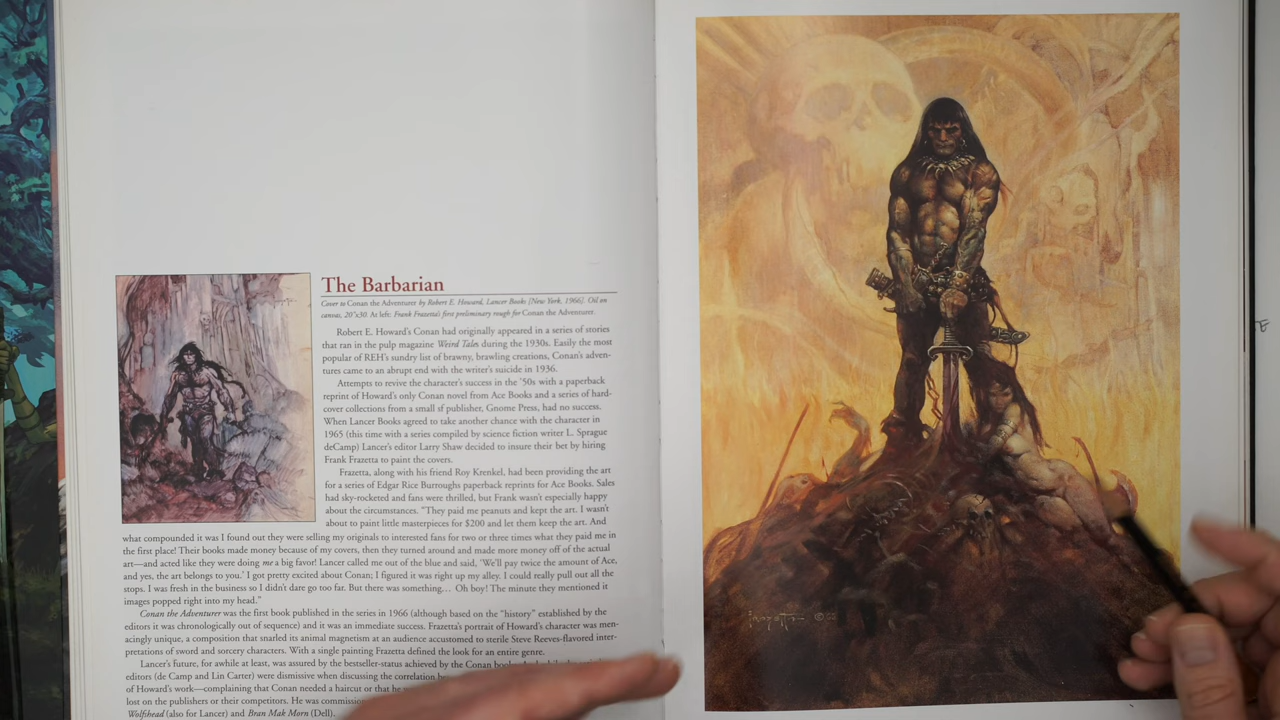 The Barbarian
Cover to Conan the Adventurer by Robert E. Howard, Lancer Books [New York, 1966]. Oil on
canvas, 20"x30. At left: Frank Frazetta's first preliminary rough for Conan the Adventurer.
Robert E. Howard's Conan had originally appeared in a series of stories
that ran in the pulp magazine Weird Tales during the 1930s. Easily the most
popular of REH's sundry list of brawny, brawling creations, Conan's adven-
tures came to an abrupt end with the writer's suicide in 1936.
Attempts to revive the character's success in the '50s with a paperback
reprint of Howard's only Conan novel from Ace Books and a series of hard-
cover collections from a small sf publisher, Gnome Press, had no success.
When Lancer Books agreed to take another chance with the character in
1965 (this time with a series compiled by science fiction writer L. Sprague
deCamp) Lancer's editor Larry Shaw decided to insure their bet by hiring
Frank Frazetta to paint the covers.
Frazetta, along with his friend Roy Krenkel, had been providing the art
for a series of Edgar Rice Burroughs paperback reprints for Ace Books. Sales
had sky-rocketed and fans were thrilled, but Frank wasn't especially happy
about the circumstances. "They paid me peanuts and kept the art. I wasn't
about to paint little masterpieces for $200 and let them keep the art. And
what compounded it was I found out they were selling my originals to interested fans for two or three times what they paid me in
the first place! Their books made money because of my covers, then they turned around and made more money off of the actual
art—and acted like they were doing me a big favor! Lancer called me out of the blue and said, 'We'll pay twice the amount of Ace,
and yes, the art belongs to you.' I got pretty excited about Conan; I figured it was right up my alley. I could really pull out all the
stops. I was fresh in the business so I didn't dare go too far. But there was something... Oh boy! The minute they mentioned it
images popped right into my head."
Conan the Adventurer was the first book published in the series in 1966 (although based on the "history" established by the
editors it was chronologically out of sequence) and it was an immediate success. Frazetta's portrait of Howard's character was men-
acingly unique, a composition that snarled its animal magnetism at an audience accustomed to sterile Steve Reeves-flavored inter-
pretations of sword and sorcery characters. With a single painting Frazetta defined the look for an entire genre.
Lancer's future, for awhile at least, was assured by the bestseller-status achieved by the Conan
editors (de Camp and Lin Carter) were dismissive when discussing the correlation
of Howard's work—complaining that Conan needed a haircut or that he
lost on the publishers or their competitors. He was
Wolfshead (also for Lancer) and Bran Mak Morn (Dell).
Frazetta ©
E